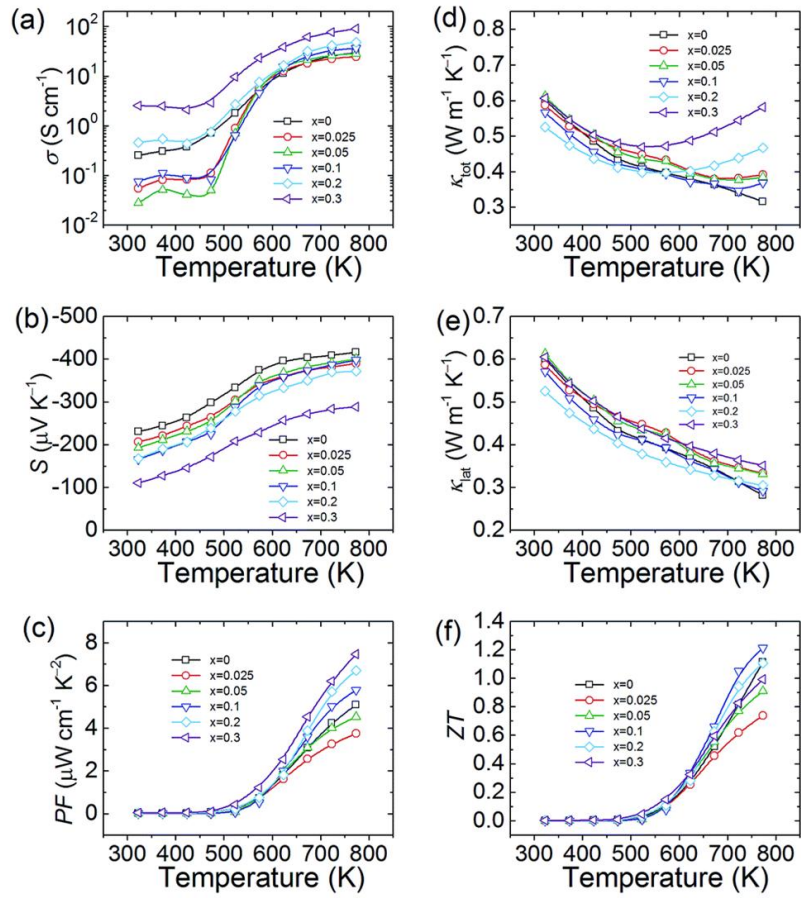 (a)
10²
10¹
10⁰
10⁻¹
10⁻²
σ (S cm⁻¹)
x=0
x=0.025
x=0.05
x=0.1
x=0.2
x=0.3
300 400 500 600 700 800
Temperature (K)
(d)
0.8
0.7
0.6
0.5
0.4
0.3
κtot (W m⁻¹ K⁻¹)
x=0
x=0.025
x=0.05
x=0.1
x=0.2
x=0.3
300 400 500 600 700 800
Temperature (K)
(b)
-500
-400
-300
-200
-100
0
S (μV K⁻¹)
x=0
x=0.025
x=0.05
x=0.1
x=0.2
x=0.3
300 400 500 600 700 800
Temperature (K)
(e)
0.7
0.6
0.5
0.4
0.3
0.2
κlat (W m⁻¹ K⁻¹)
x=0
x=0.025
x=0.05
x=0.1
x=0.2
x=0.3
300 400 500 600 700 800
Temperature (K)
(c)
8
6
4
2
0
PF (μW cm⁻¹ K⁻²)
x=0
x=0.025
x=0.05
x=0.1
x=0.2
x=0.3
300 400 500 600 700 800
Temperature (K)
(f)
1.4
1.2
1.0
0.8
0.6
0.4
0.2
0.0
ZT
x=0
x=0.025
x=0.05
x=0.1
x=0.2
x=0.3
300 400 500 600 700 800
Temperature (K)